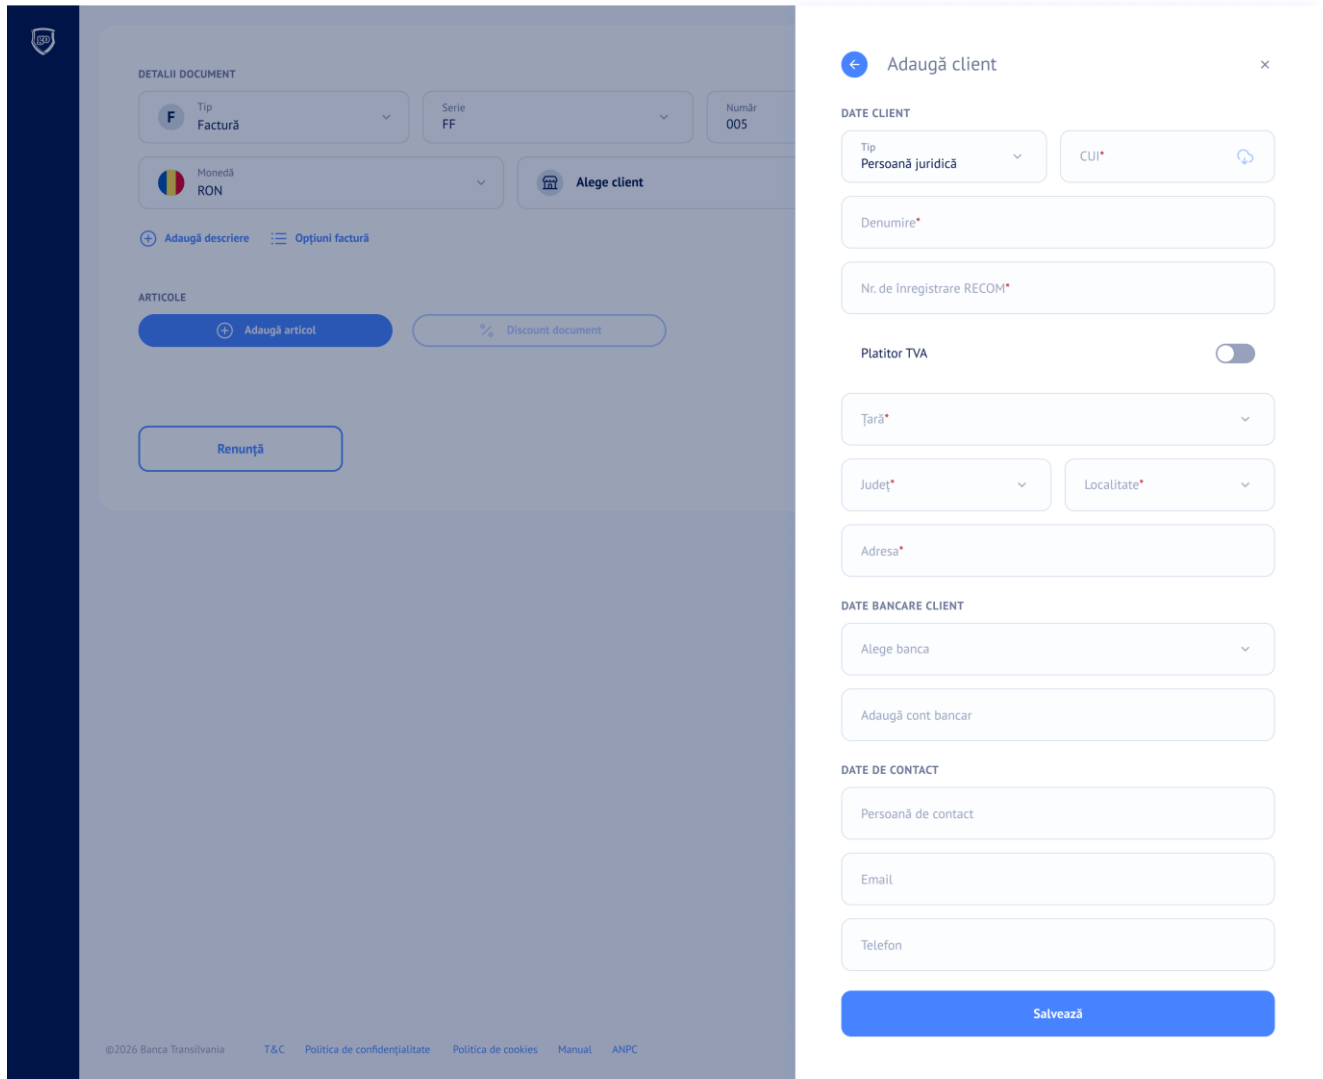 DETALII DOCUMENT
F
Tip
Factură
Serie
FF
Număr
005
Monedă
RON
Alege client
Adaugă descriere
Opțiuni factură
ARTICOLE
Adaugă articol
% Discount document
Renunță
©2026 Banca Transilvania
T&C
Politica de confidențialitate
Politica de cookies
Manual
ANPC
Adaugă client
DATE CLIENT
Tip
Persoană juridică
CUI*
Denumire*
Nr. de înregistrare RECOM*
Platitor TVA
Țară*
Județ*
Localitate*
Adresa*
DATE BANCARE CLIENT
Alege banca
Adaugă cont bancar
DATE DE CONTACT
Persoană de contact
Email
Telefon
Salvează